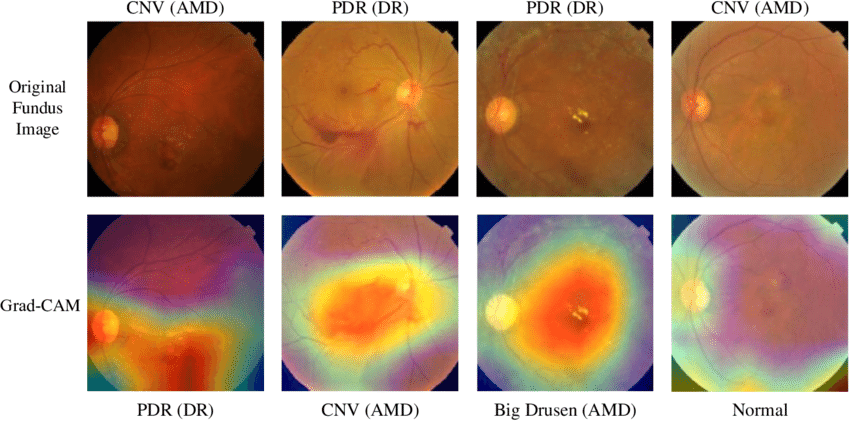 CNV (AMD) PDR (DR) PDR (DR) CNV (AMD)
Original
Fundus
Image
Grad-CAM
PDR (DR) CNV (AMD) Big Drusen (AMD) Normal